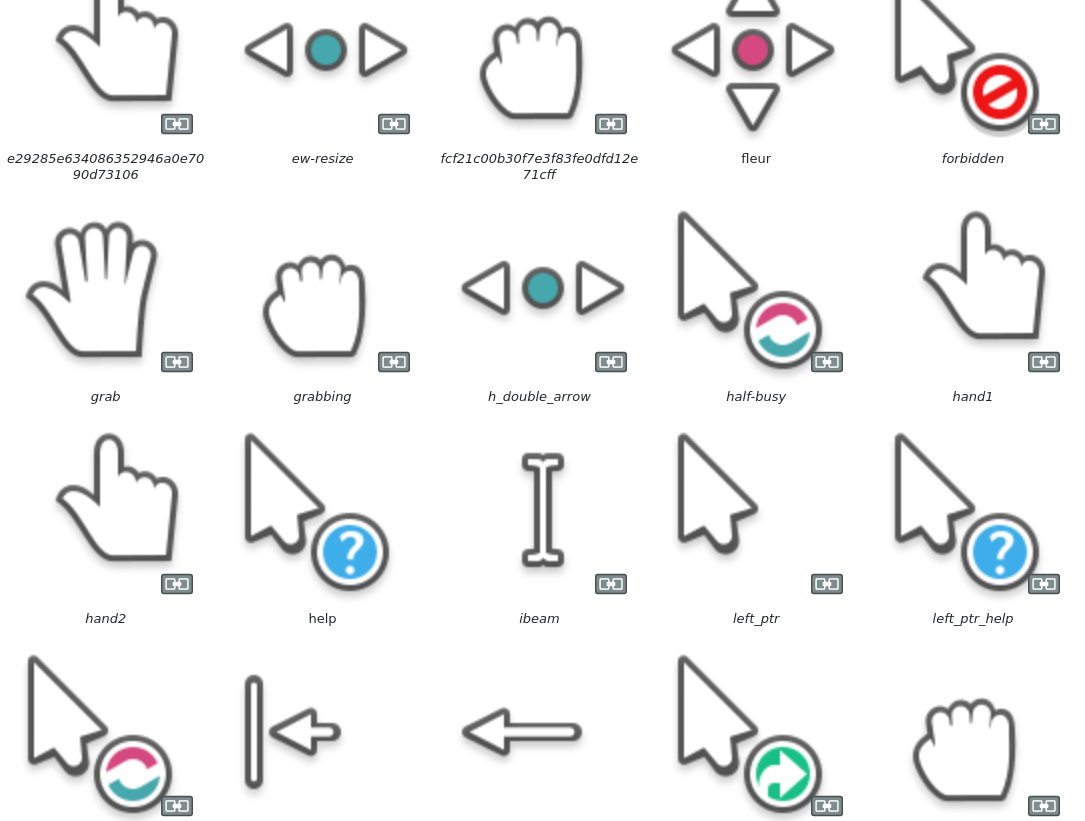 e29285e634086352946a0e70
90d73106
ew-resize
fcf21c00b30f7e3f83fe0dfd12e
71cff
fleur
forbidden
grab
grabbing
h_double_arrow
half-busy
hand1
hand2
help
ibeam
left_ptr
left_ptr_help